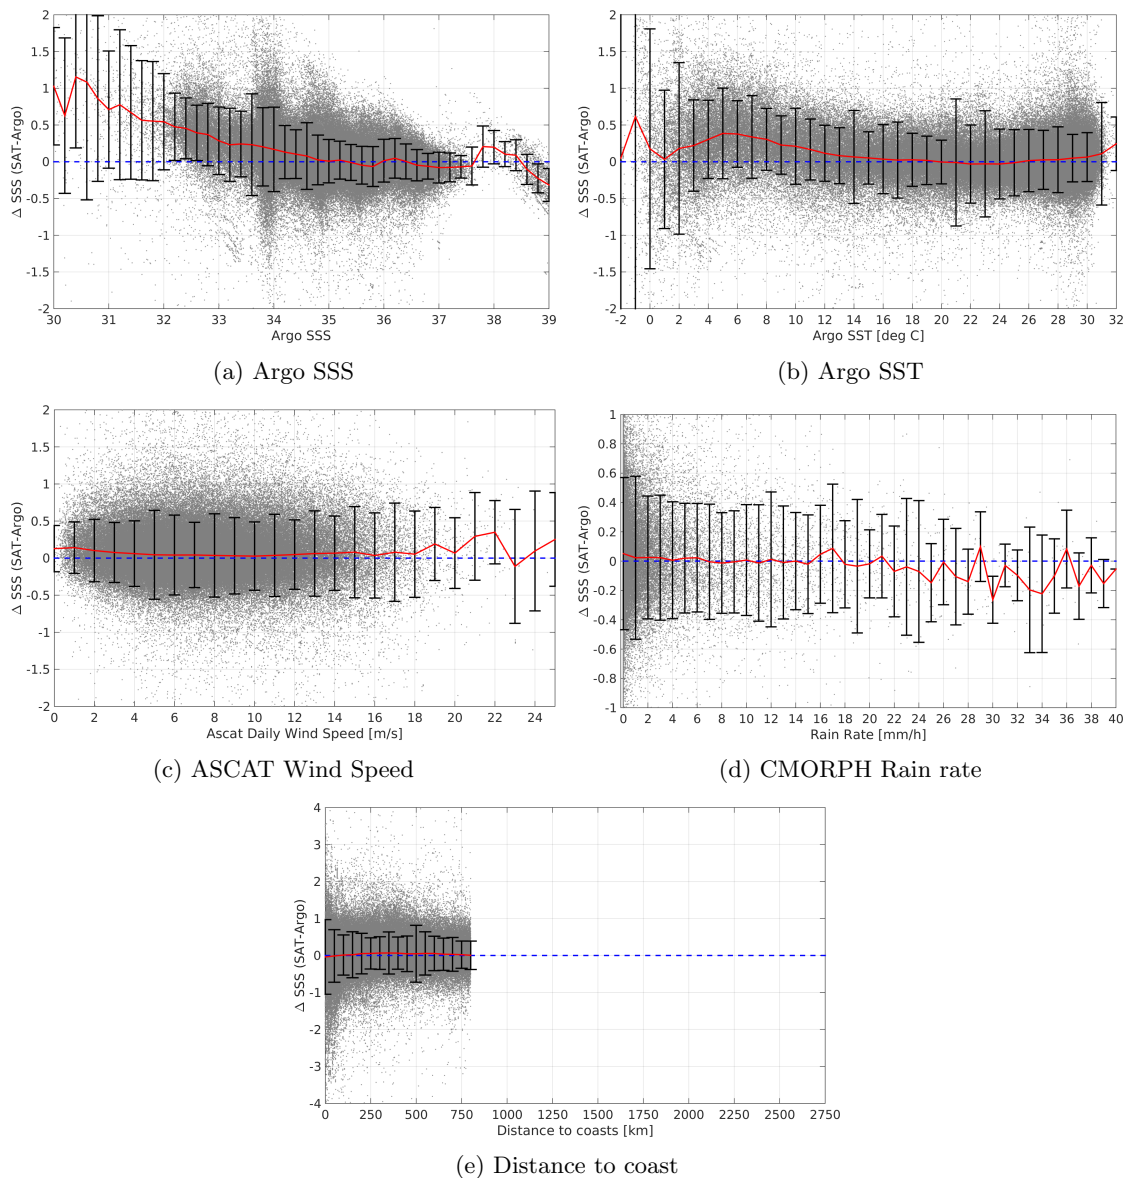 2
1.5
1
0.5
0
-0.5
-1
-1.5
-2
Δ SSS (SAT-Argo)
30 31 32 33 34 35 36 37 38 39
Argo SSS
(a) Argo SSS
2
1.5
1
0.5
0
-0.5
-1
-1.5
-2
Δ SSS (SAT-Argo)
-2 0 2 4 6 8 10 12 14 16 18 20 22 24 26 28 30 32
Argo SST [deg C]
(b) Argo SST
2
1.5
1
0.5
0
-0.5
-1
-1.5
-2
Δ SSS (SAT-Argo)
0 2 4 6 8 10 12 14 16 18 20 22 24
Ascat Daily Wind Speed [m/s]
(c) ASCAT Wind Speed
1
0.8
0.6
0.4
0.2
0
-0.2
-0.4
-0.6
-0.8
-1
Δ SSS (SAT-Argo)
0 2 4 6 8 10 12 14 16 18 20 22 24 26 28 30 32 34 36 38 40
Rain Rate [mm/h]
(d) CMORPH Rain rate
4
3
2
1
0
-1
-2
-3
-4
Δ SSS (SAT-Argo)
0 250 500 750 1000 1250 1500 1750 2000 2250 2500 2750
Distance to coasts [km]
(e) Distance to coast